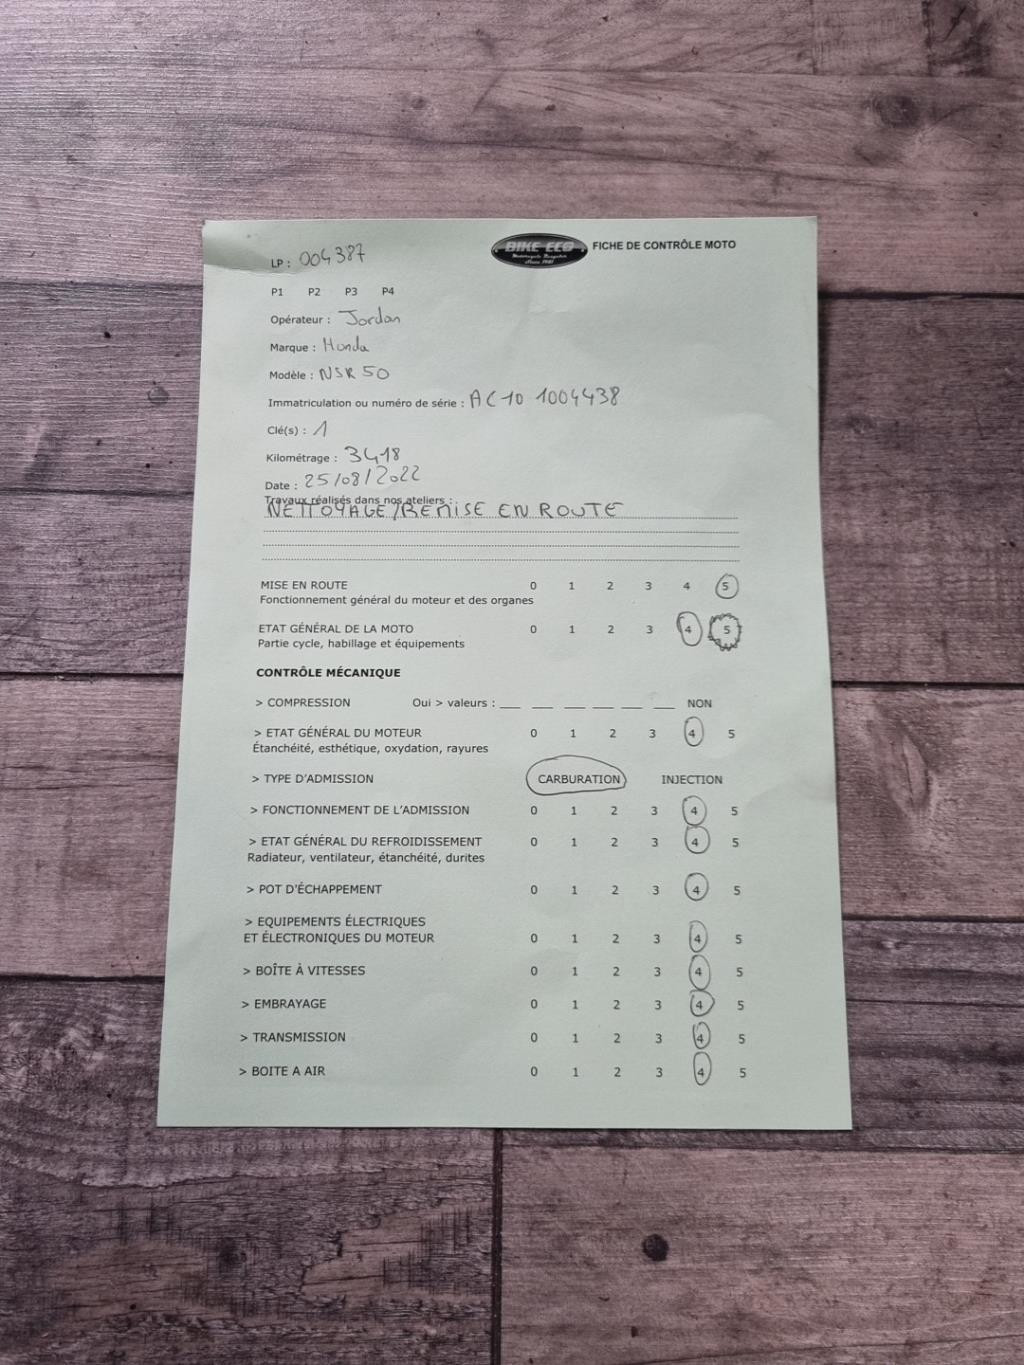 LP : 004387
BIKE ECO
FICHE DE CONTRÔLE MOTO
P1 P2 P3 P4
Opérateur : Jordan
Marque : Honda
Modèle : NSR 50
Immatriculation ou numéro de série : AC10 1004438
Clé(s) : 1
Kilométrage : 3418
Date : 25/08/2022
Travaux réalisés dans nos ateliers :
NETTOYAGE/REMISE EN ROUTE
MISE EN ROUTE 0 1 2 3 4 5
Fonctionnement général du moteur et des organes
ETAT GÉNÉRAL DE LA MOTO 0 1 2 3 4 5
Partie cycle, habillage et équipements
CONTRÔLE MÉCANIQUE
> COMPRESSION Oui > valeurs : __ __ __ __ __ __ NON
> ETAT GÉNÉRAL DU MOTEUR 0 1 2 3 4 5
Étanchéité, esthétique, oxydation, rayures
> TYPE D'ADMISSION CARBURATION INJECTION
> FONCTIONNEMENT DE L'ADMISSION 0 1 2 3 4 5
> ETAT GÉNÉRAL DU REFROIDISSEMENT 0 1 2 3 4 5
Radiateur, ventilateur, étanchéité, durites
> POT D'ÉCHAPPEMENT 0 1 2 3 4 5
> EQUIPEMENTS ÉLECTRIQUES
ET ÉLECTRONIQUES DU MOTEUR 0 1 2 3 4 5
> BOÎTE À VITESSES 0 1 2 3 4 5
> EMBRAYAGE 0 1 2 3 4 5
> TRANSMISSION 0 1 2 3 4 5
> BOITE A AIR 0 1 2 3 4 5